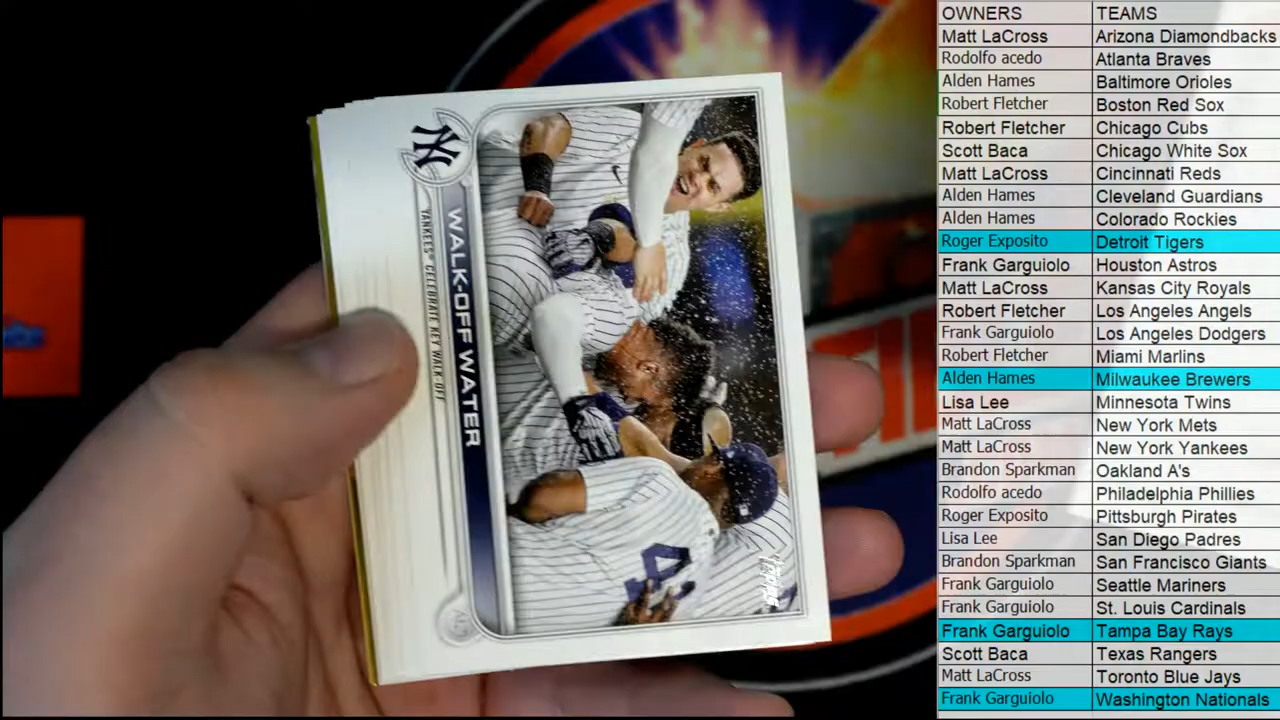 OWNERS TEAMS
Matt LaCross Arizona Diamondbacks
Rodolfo acedo Atlanta Braves
Alden Hames Baltimore Orioles
Robert Fletcher Boston Red Sox
Robert Fletcher Chicago Cubs
Scott Baca Chicago White Sox
Matt LaCross Cincinnati Reds
Alden Hames Cleveland Guardians
Alden Hames Colorado Rockies
Roger Exposito Detroit Tigers
Frank Garguiolo Houston Astros
Matt LaCross Kansas City Royals
Robert Fletcher Los Angeles Angels
Frank Garguiolo Los Angeles Dodgers
Robert Fletcher Miami Marlins
Alden Hames Milwaukee Brewers
Lisa Lee Minnesota Twins
Matt LaCross New York Mets
Matt LaCross New York Yankees
Brandon Sparkman Oakland A's
Rodolfo acedo Philadelphia Phillies
Roger Exposito Pittsburgh Pirates
Lisa Lee San Diego Padres
Brandon Sparkman San Francisco Giants
Frank Garguiolo Seattle Mariners
Frank Garguiolo St. Louis Cardinals
Frank Garguiolo Tampa Bay Rays
Scott Baca Texas Rangers
Matt LaCross Toronto Blue Jays
Frank Garguiolo Washington Nationals
NY
WALK-OFF WATER
YANKEES® CELEBRATE KEY WALK-OFF
Topps
4